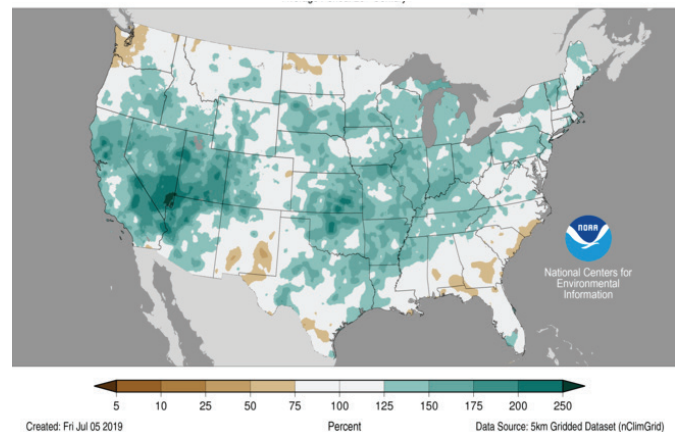 NOAA
National Centers for
Environmental
Information
5 10 25 50 75 100 125 150 175 200 250
Created: Fri Jul 05 2019 Percent Data Source: 5km Gridded Dataset (nClimGrid)